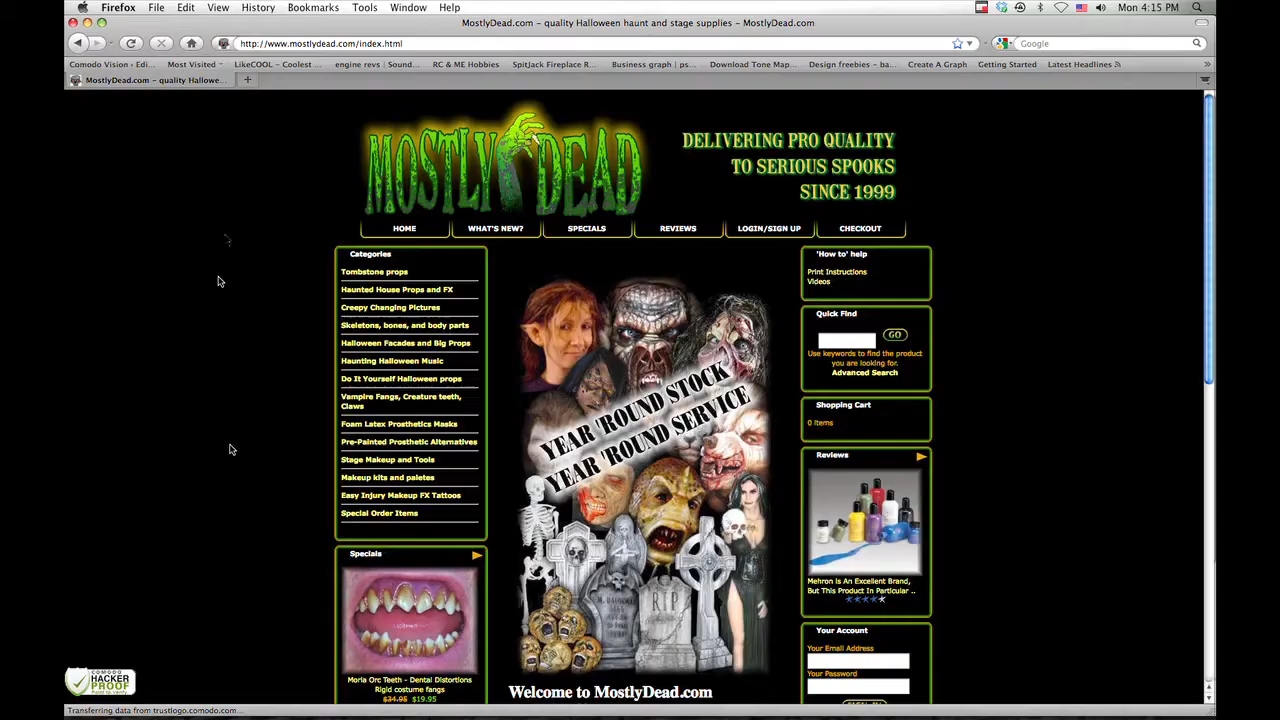 Firefox File Edit View History Bookmarks Tools Window Help
Mon 4:15 PM
MostlyDead.com - quality Halloween haunt and stage supplies - MostlyDead.com
http://www.mostlydead.com/index.html
Google
Comodo Vision › Edi... Most Visited LikeCOOL - Coolest ... engine revs | Sound... RC & ME Hobbies SpitJack Fireplace R... Business graph | ps... Download Tone Map... Design freebies - ba... Create A Graph Getting Started Latest Headlines
MostlyDead.com - quality Hallowe...
MOSTLY DEAD
DELIVERING PRO QUALITY
TO SERIOUS SPOOKS
SINCE 1999
HOME WHAT'S NEW? SPECIALS REVIEWS LOGIN/SIGN UP CHECKOUT
Categories
Tombstone props
Haunted House Props and FX
Creepy Changing Pictures
Skeletons, bones, and body parts
Halloween Facades and Big Props
Haunting Halloween Music
Do It Yourself Halloween props
Vampire Fangs, Creature teeth,
Claws
Foam Latex Prosthetics Masks
Pre-Painted Prosthetic Alternatives
Stage Makeup and Tools
Makeup kits and paletes
Easy Injury Makeup FX Tattoos
Special Order Items
Specials
Moria Orc Teeth - Dental Distortions
Rigid costume fangs
$34.95 $19.95
YEAR 'ROUND STOCK
YEAR 'ROUND SERVICE
RIP
Welcome to MostlyDead.com
'How to' help
Print Instructions
Videos
Quick Find
GO
Use keywords to find the product
you are looking for.
Advanced Search
Shopping Cart
0 items
Reviews
Mehron is An Excellent Brand,
But This Product In Particular ..
Your Account
Your Email Address
Your Password
COMODO
HACKER
PROOF
Transferring data from trustlogo.comodo.com...